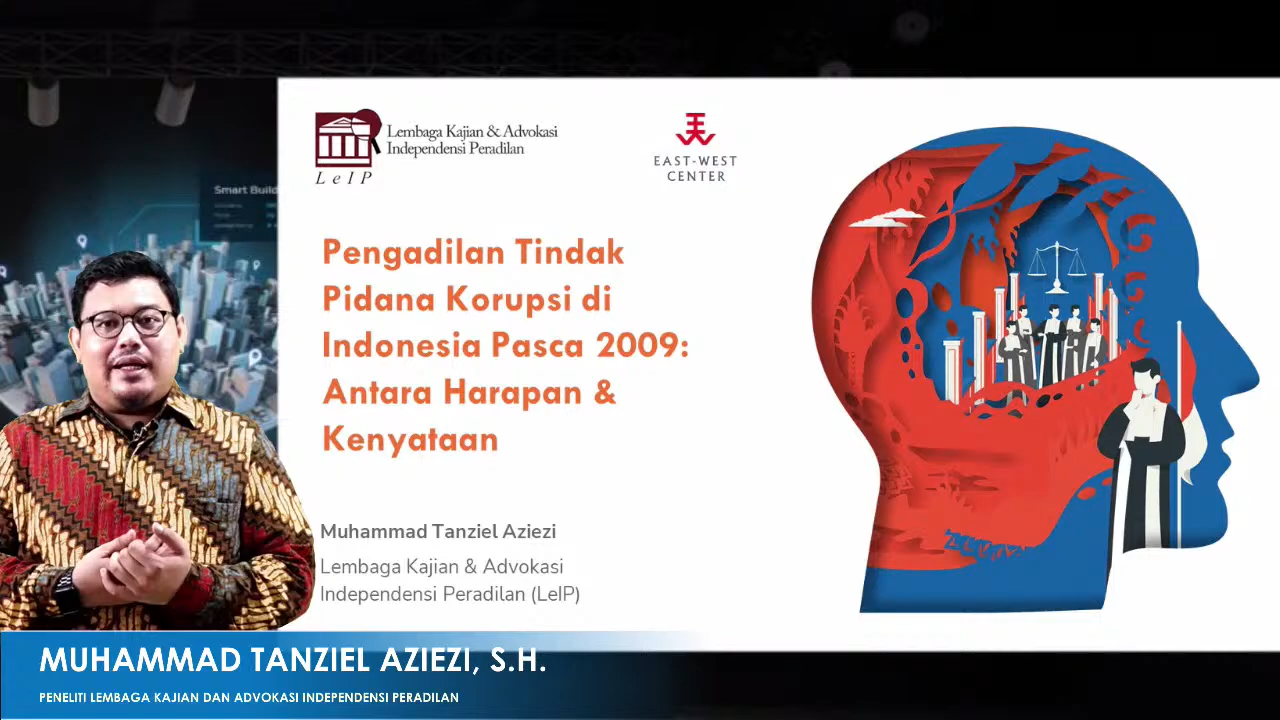 Smart Build
Lembaga Kajian & Advokasi
Independensi Peradilan
LeIP
EAST-WEST
CENTER
Pengadilan Tindak
Pidana Korupsi di
Indonesia Pasca 2009:
Antara Harapan &
Kenyataan
Muhammad Tanziel Aziezi
Lembaga Kajian & Advokasi
Independensi Peradilan (LeIP)
MUHAMMAD TANZIEL AZIEZI, S.H.
PENELITI LEMBAGA KAJIAN DAN ADVOKASI INDEPENDENSI PERADILAN